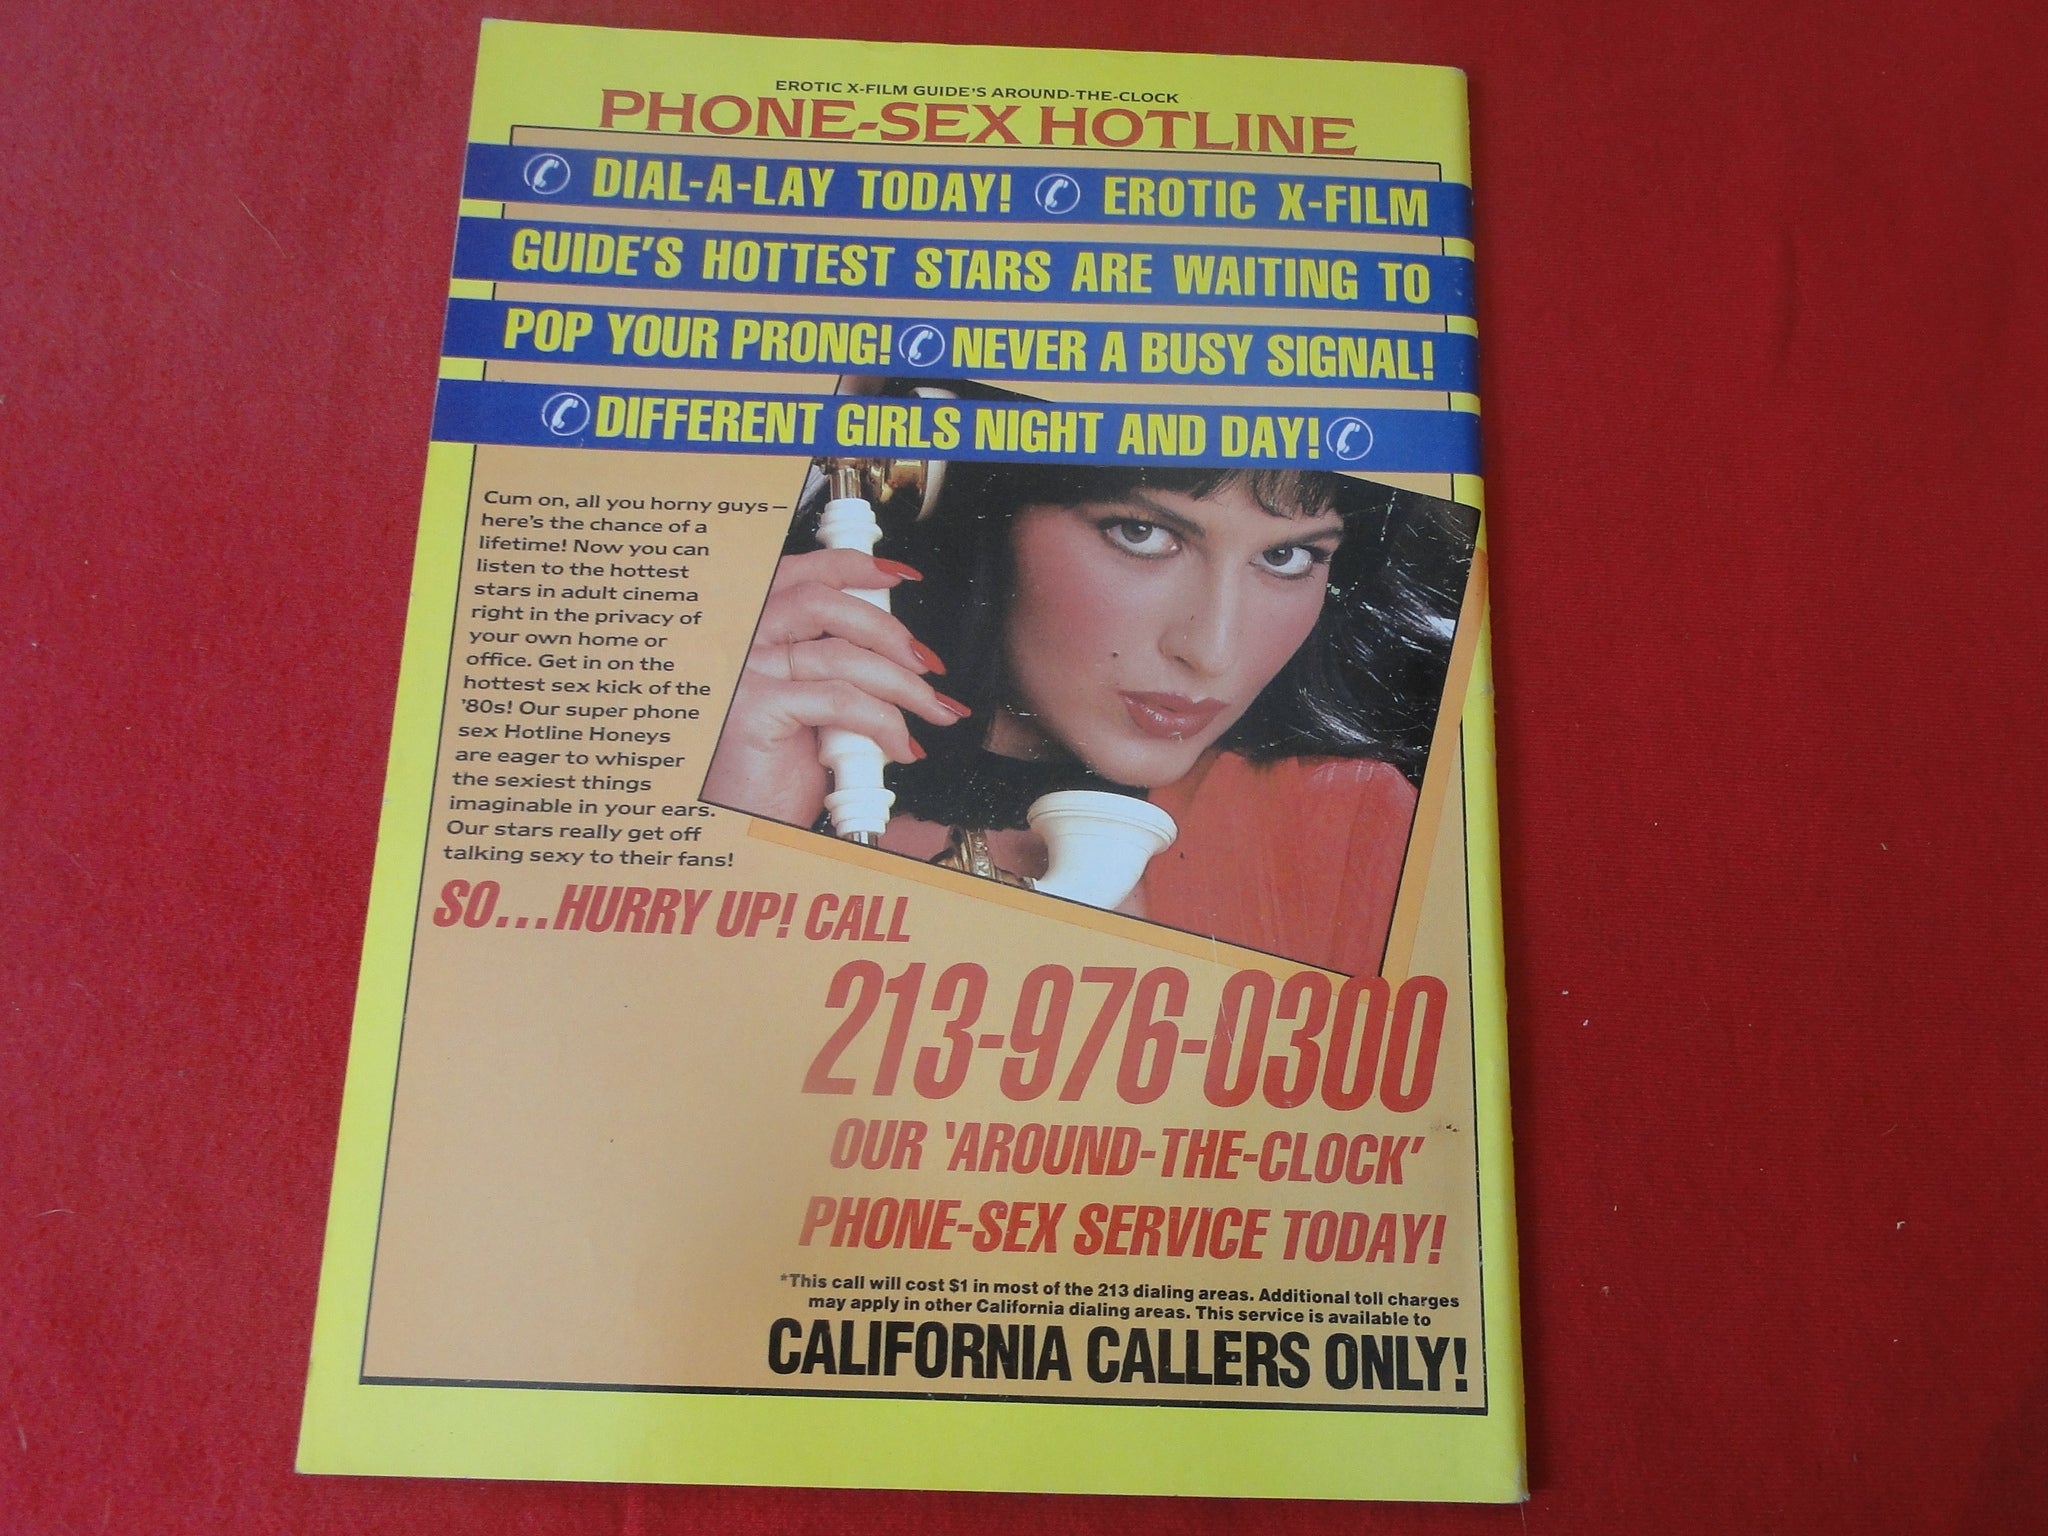 EROTIC X-FILM GUIDE'S AROUND-THE-CLOCK
PHONE-SEX HOTLINE
DIAL-A-LAY TODAY! EROTIC X-FILM
GUIDE'S HOTTEST STARS ARE WAITING TO
POP YOUR PRONG! NEVER A BUSY SIGNAL!
DIFFERENT GIRLS NIGHT AND DAY!
Cum on, all you horny guys—
here's the chance of a
lifetime! Now you can
listen to the hottest
stars in adult cinema
right in the privacy of
your own home or
office. Get in on the
hottest sex kick of the
'80s! Our super phone
sex Hotline Honeys
are eager to whisper
the sexiest things
imaginable in your ears.
Our stars really get off
talking sexy to their fans!
SO...HURRY UP! CALL
213-976-0300
OUR 'AROUND-THE-CLOCK'
PHONE-SEX SERVICE TODAY!
*This call will cost $1 in most of the 213 dialing areas. Additional toll charges
may apply in other California dialing areas. This service is available to
CALIFORNIA CALLERS ONLY!